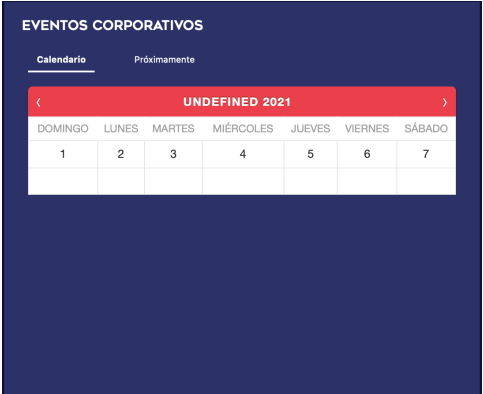 EVENTOS CORPORATIVOS
Calendario Próximamente
‹ UNDEFINED 2021 ›
DOMINGO LUNES MARTES MIÉRCOLES JUEVES VIERNES SÁBADO
1 2 3 4 5 6 7